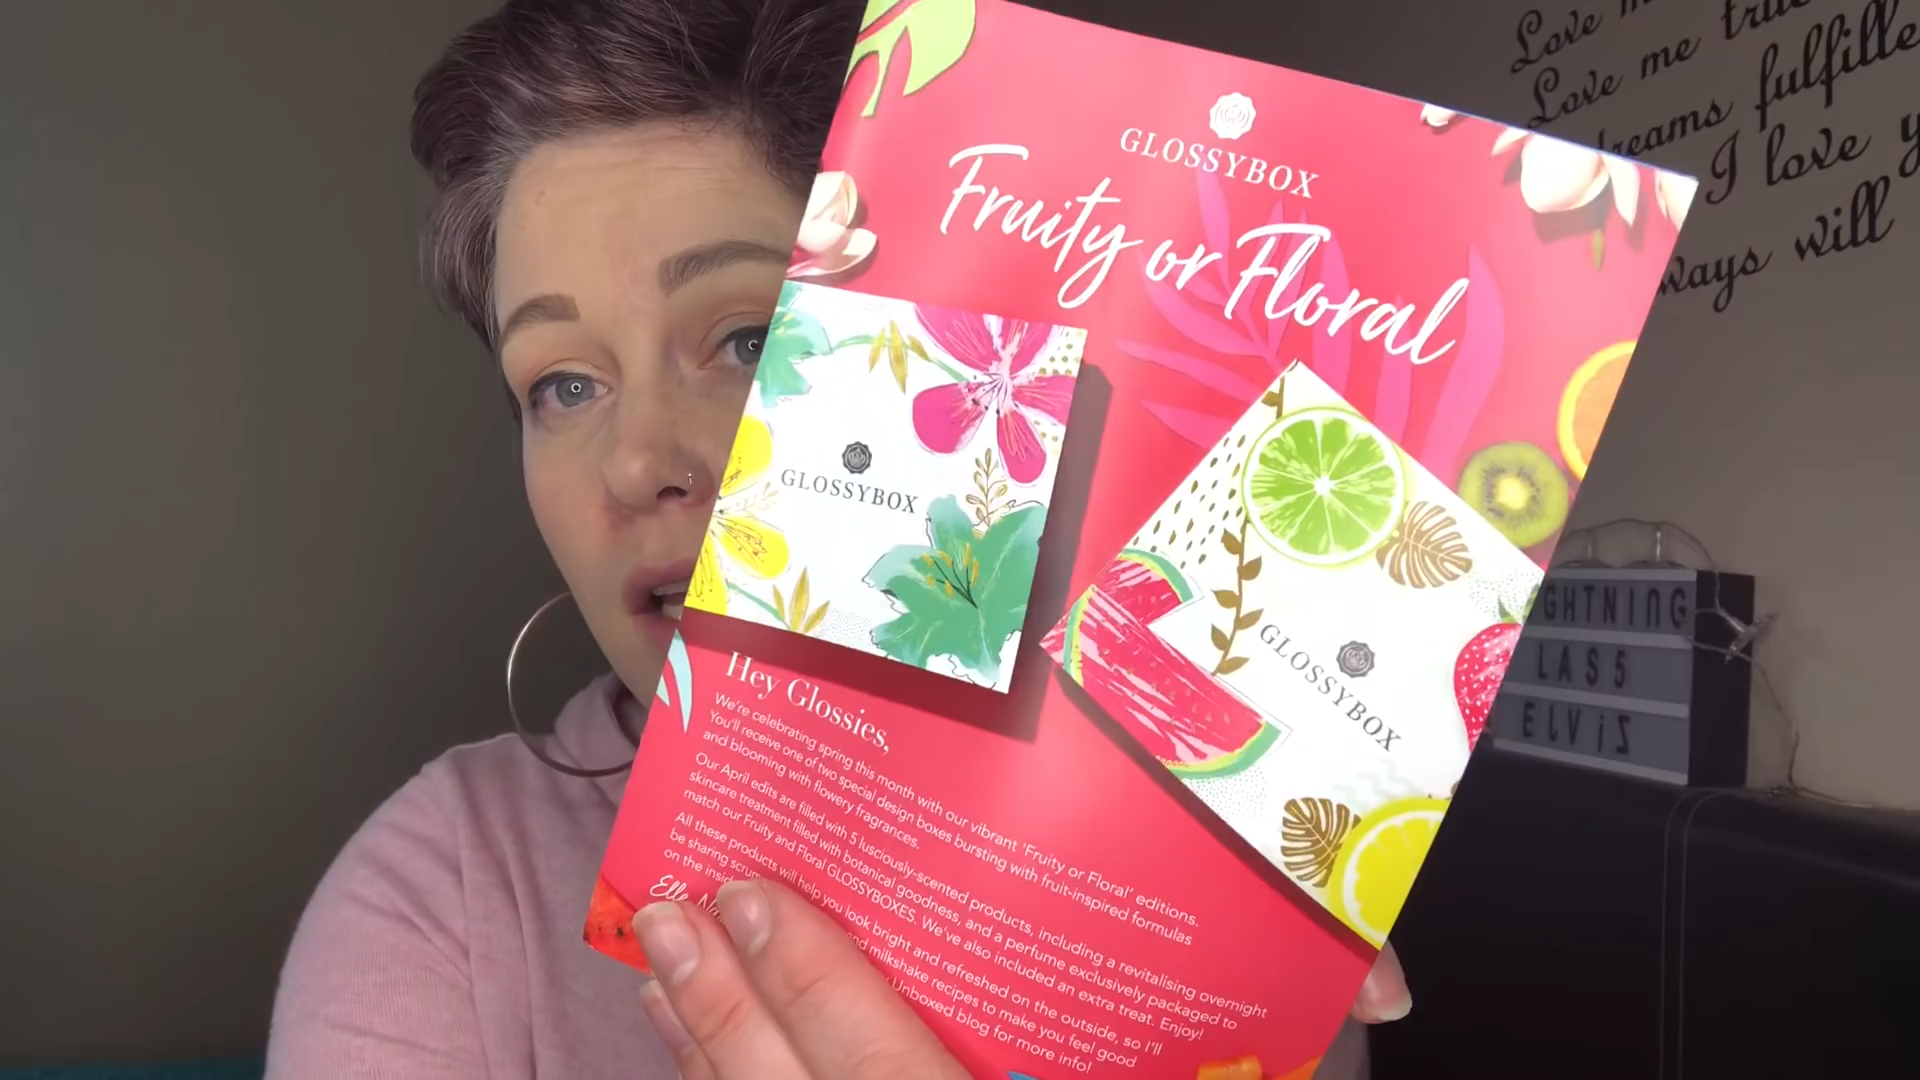 GLOSSYBOX
Fruity or Floral
GLOSSYBOX
GLOSSYBOX
Hey Glossies,
We're celebrating spring this month with our vibrant 'Fruity or Floral' editions.
You'll receive one of two special design boxes bursting with fruit-inspired formulas
and blooming with flowery fragrances.
Our April edits are filled with 5 lusciously-scented products, including a revitalising overnight
skincare treatment filled with botanical goodness, and a perfume exclusively packaged to
match our Fruity and Floral GLOSSYBOXES. We've also included an extra treat. Enjoy!
All these products will help you look bright and refreshed on the outside, so I'll
be sharing and milkshake recipes to make you feel good
on the Unboxed blog for more info!
Love
Love me
dreams fulfille
I love y
ways will
GHTNING
LAS5
ELViS